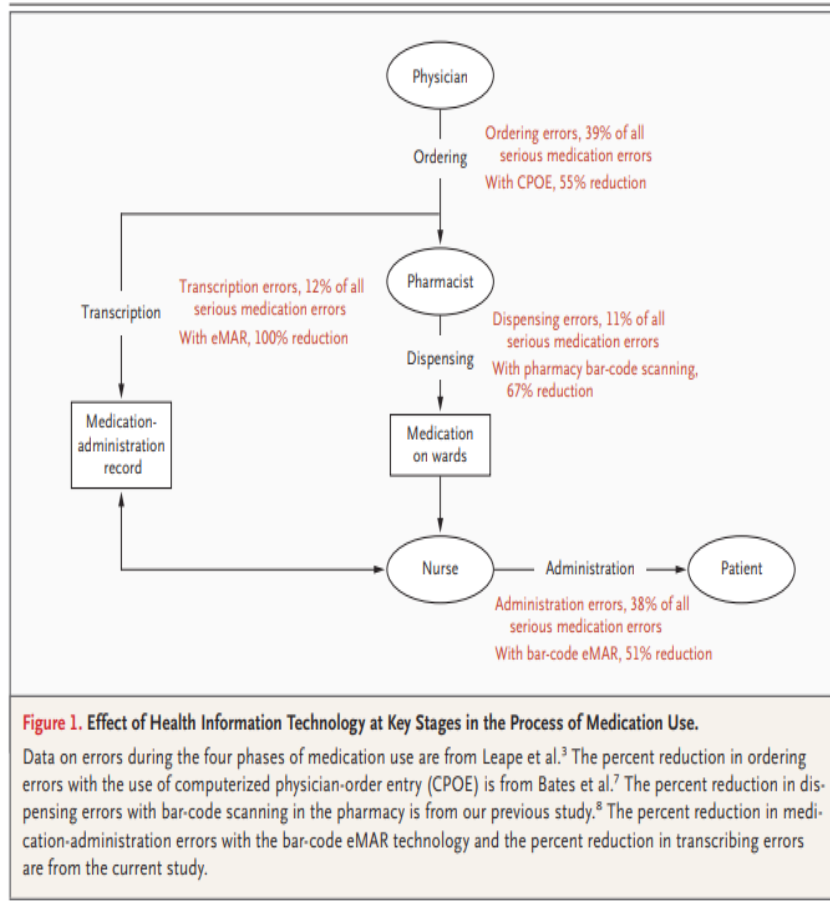 Physician
Ordering
Ordering errors, 39% of all
serious medication errors
With CPOE, 55% reduction
Transcription
Transcription errors, 12% of all
serious medication errors
With eMAR, 100% reduction
Pharmacist
Dispensing
Dispensing errors, 11% of all
serious medication errors
With pharmacy bar-code scanning,
67% reduction
Medication-
administration
record
Medication
on wards
Nurse
Administration
Patient
Administration errors, 38% of all
serious medication errors
With bar-code eMAR, 51% reduction
Figure 1. Effect of Health Information Technology at Key Stages in the Process of Medication Use.
Data on errors during the four phases of medication use are from Leape et al.³ The percent reduction in ordering
errors with the use of computerized physician-order entry (CPOE) is from Bates et al.⁷ The percent reduction in dis-
pensing errors with bar-code scanning in the pharmacy is from our previous study.⁸ The percent reduction in medi-
cation-administration errors with the bar-code eMAR technology and the percent reduction in transcribing errors
are from the current study.